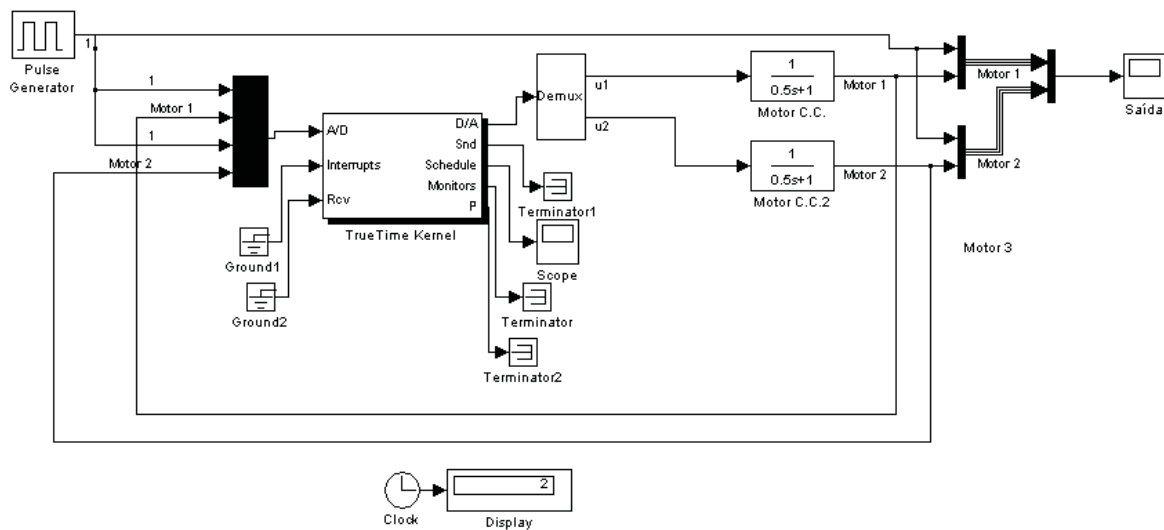 Pulse
Generator
1
1
Motor 1
1
Motor 2
A/D
Interrupts
Rcv
D/A
Snd
Schedule
Monitors
P
TrueTime Kernel
Ground1
Ground2
Demux
u1
u2
Terminator1
Scope
Terminator
Terminator2
1
0.5s+1
Motor C.C.
Motor 1
1
0.5s+1
Motor C.C.2
Motor 2
Motor 1
Motor 2
Saída
Motor 3
Clock
2
Display